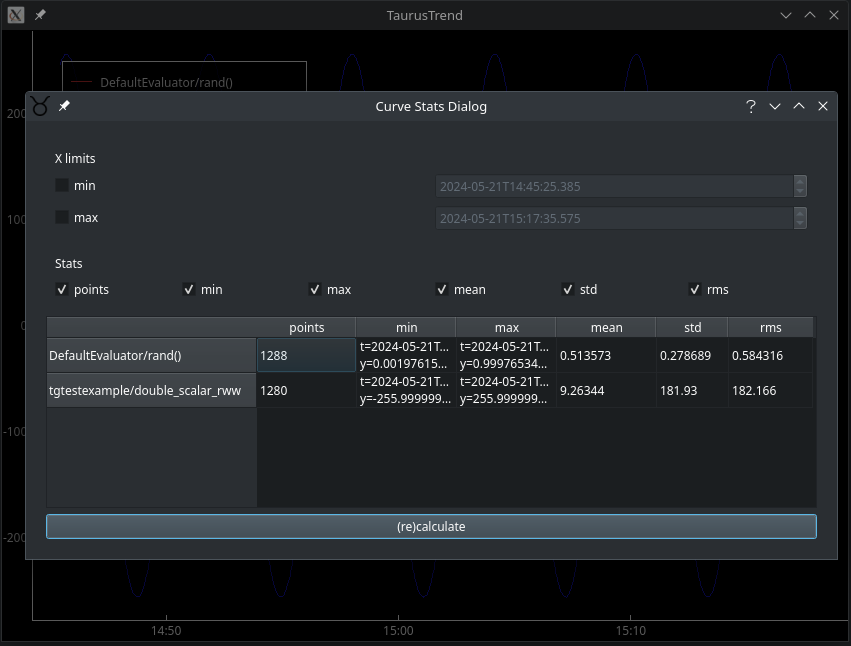 TaurusTrend
DefaultEvaluator/rand()
200
Curve Stats Dialog
X limits
min
2024-05-21T14:45:25.385
max
2024-05-21T15:17:35.575
100
Stats
points min max mean std rms
0
points min max mean std rms
DefaultEvaluator/rand() 1288 t=2024-05-21T... t=2024-05-21T... 0.513573 0.278689 0.584316
y=0.00197615... y=0.99976534...
tgtestexample/double_scalar_rww 1280 t=2024-05-21T... t=2024-05-21T... 9.26344 181.93 182.166
y=-255.999999... y=255.999999...
-100
(re)calculate
-200
14:50 15:00 15:10